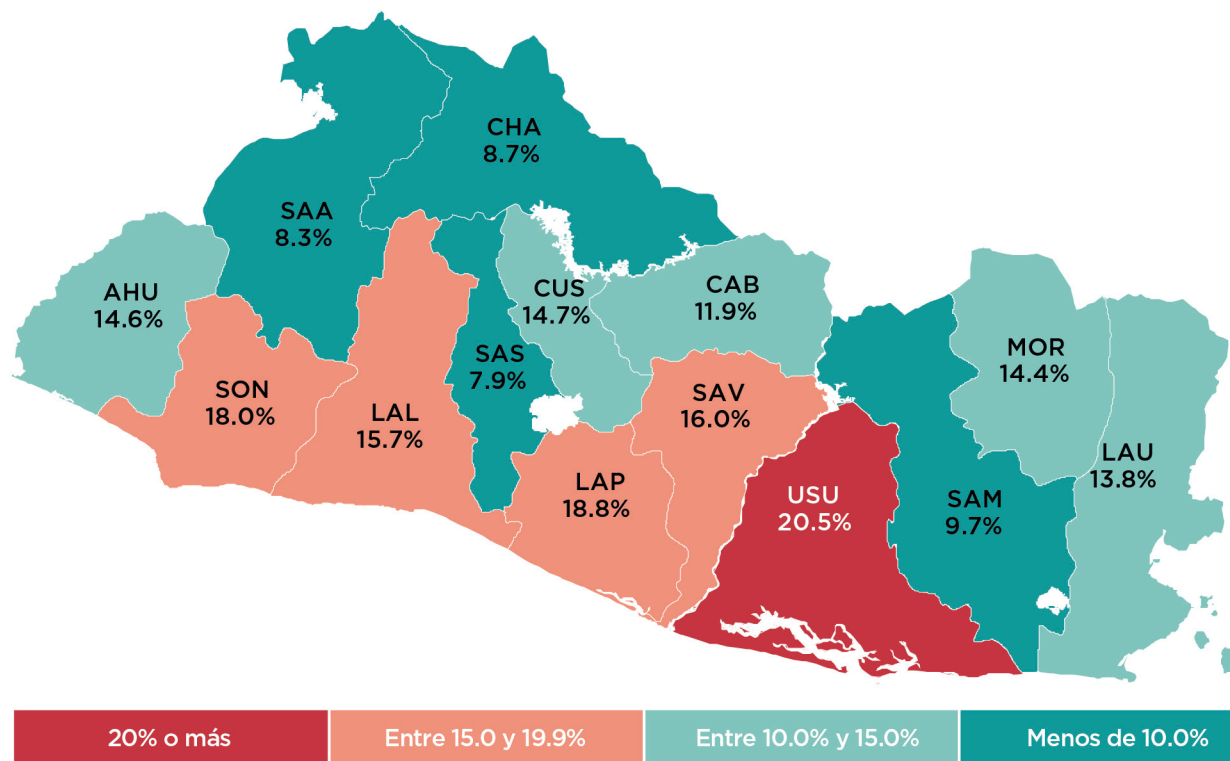 CHA
8.7%
SAA
8.3%
AHU
14.6%
CUS
14.7%
CAB
11.9%
SON
18.0%
LAL
15.7%
SAS
7.9%
SAV
16.0%
MOR
14.4%
LAP
18.8%
USU
20.5%
SAM
9.7%
LAU
13.8%
20% o más
Entre 15.0 y 19.9%
Entre 10.0% y 15.0%
Menos de 10.0%